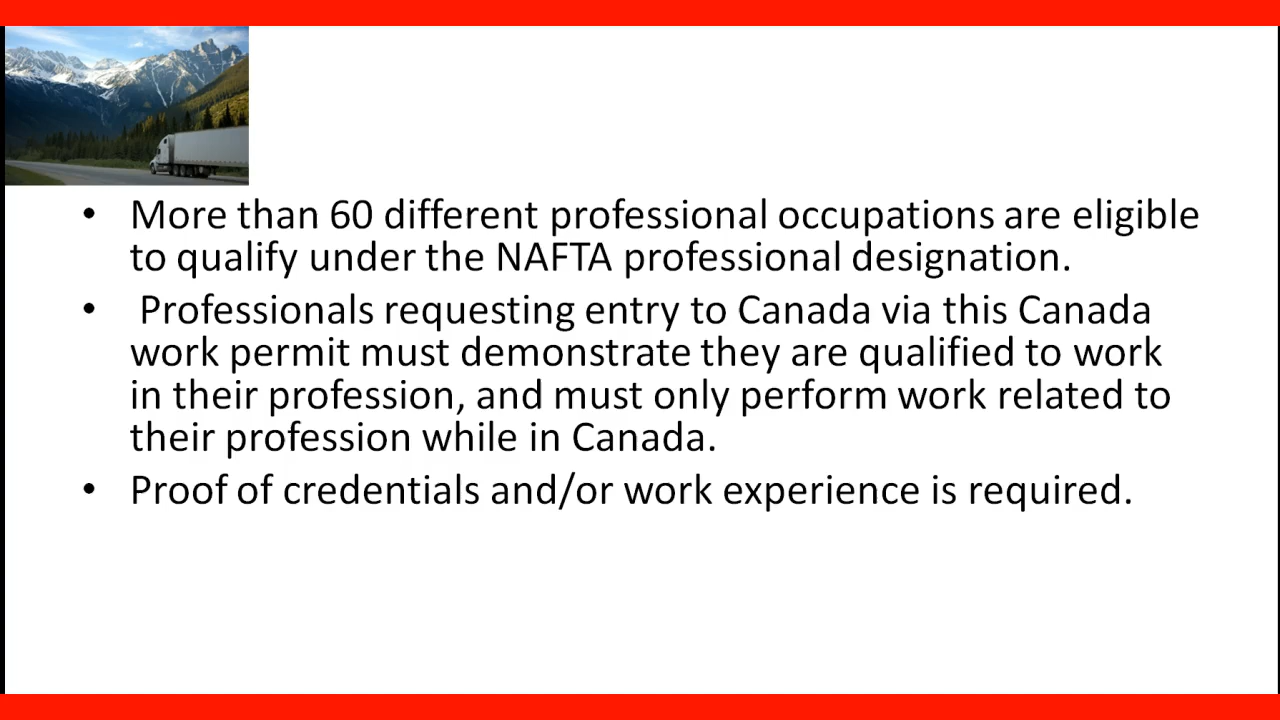 • More than 60 different professional occupations are eligible
to qualify under the NAFTA professional designation.
• Professionals requesting entry to Canada via this Canada
work permit must demonstrate they are qualified to work
in their profession, and must only perform work related to
their profession while in Canada.
• Proof of credentials and/or work experience is required.